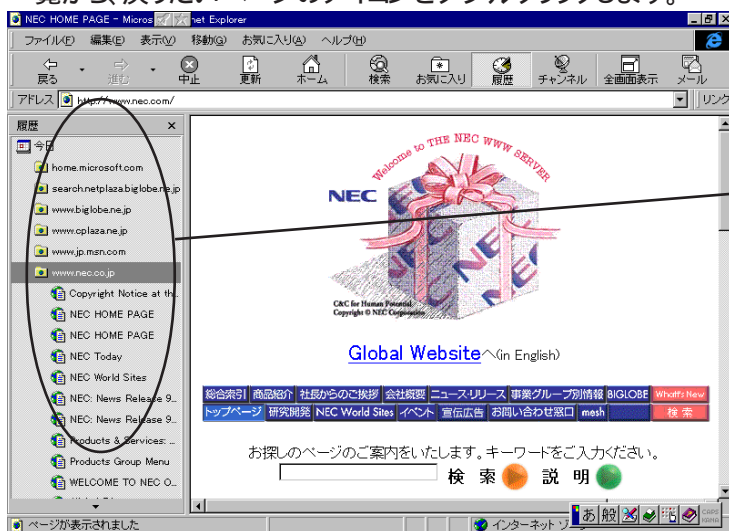 NEC HOME PAGE - Micros net Explorer
ファイル(F) 編集(E) 表示(V) 移動(G) お気に入り(A) ヘルプ(H)
戻る 進む 中止 更新 ホーム 検索 お気に入り 履歴 チャンネル 全画面表示 メール
アドレス http://www.nec.com/ リンク
履歴 ×
今日
home.microsoft.com
search.netplaza.biglobe.ne.jp
www.biglobe.ne.jp
www.cplaza.ne.jp
www.jp.msn.com
www.nec.co.jp
Copyright Notice at th..
NEC HOME PAGE
NEC HOME PAGE
NEC Today
NEC World Sites
NEC: News Release 9..
NEC: News Release 9..
Products & Services: ..
Products Group Menu
WELCOME TO NEC O..
Welcome to THE NEC WWW SERVER
NEC
C&C for Human Potential
Copyright © NEC Corporation
Global Websiteへ(in English)
総合索引 商品紹介 社長からのご挨拶 会社概要 ニュース・リリース 事業グループ別情報 BIGLOBE What's New
トップページ 研究開発 NEC World Sites イベント 宣伝広告 お問い合わせ窓口 mesh 検索
お探しのページのご案内をいたします。キーワードをご入力ください。
検 索 説 明
ページが表示されました インターネット ゾーン
あ 般 CAPS KANA